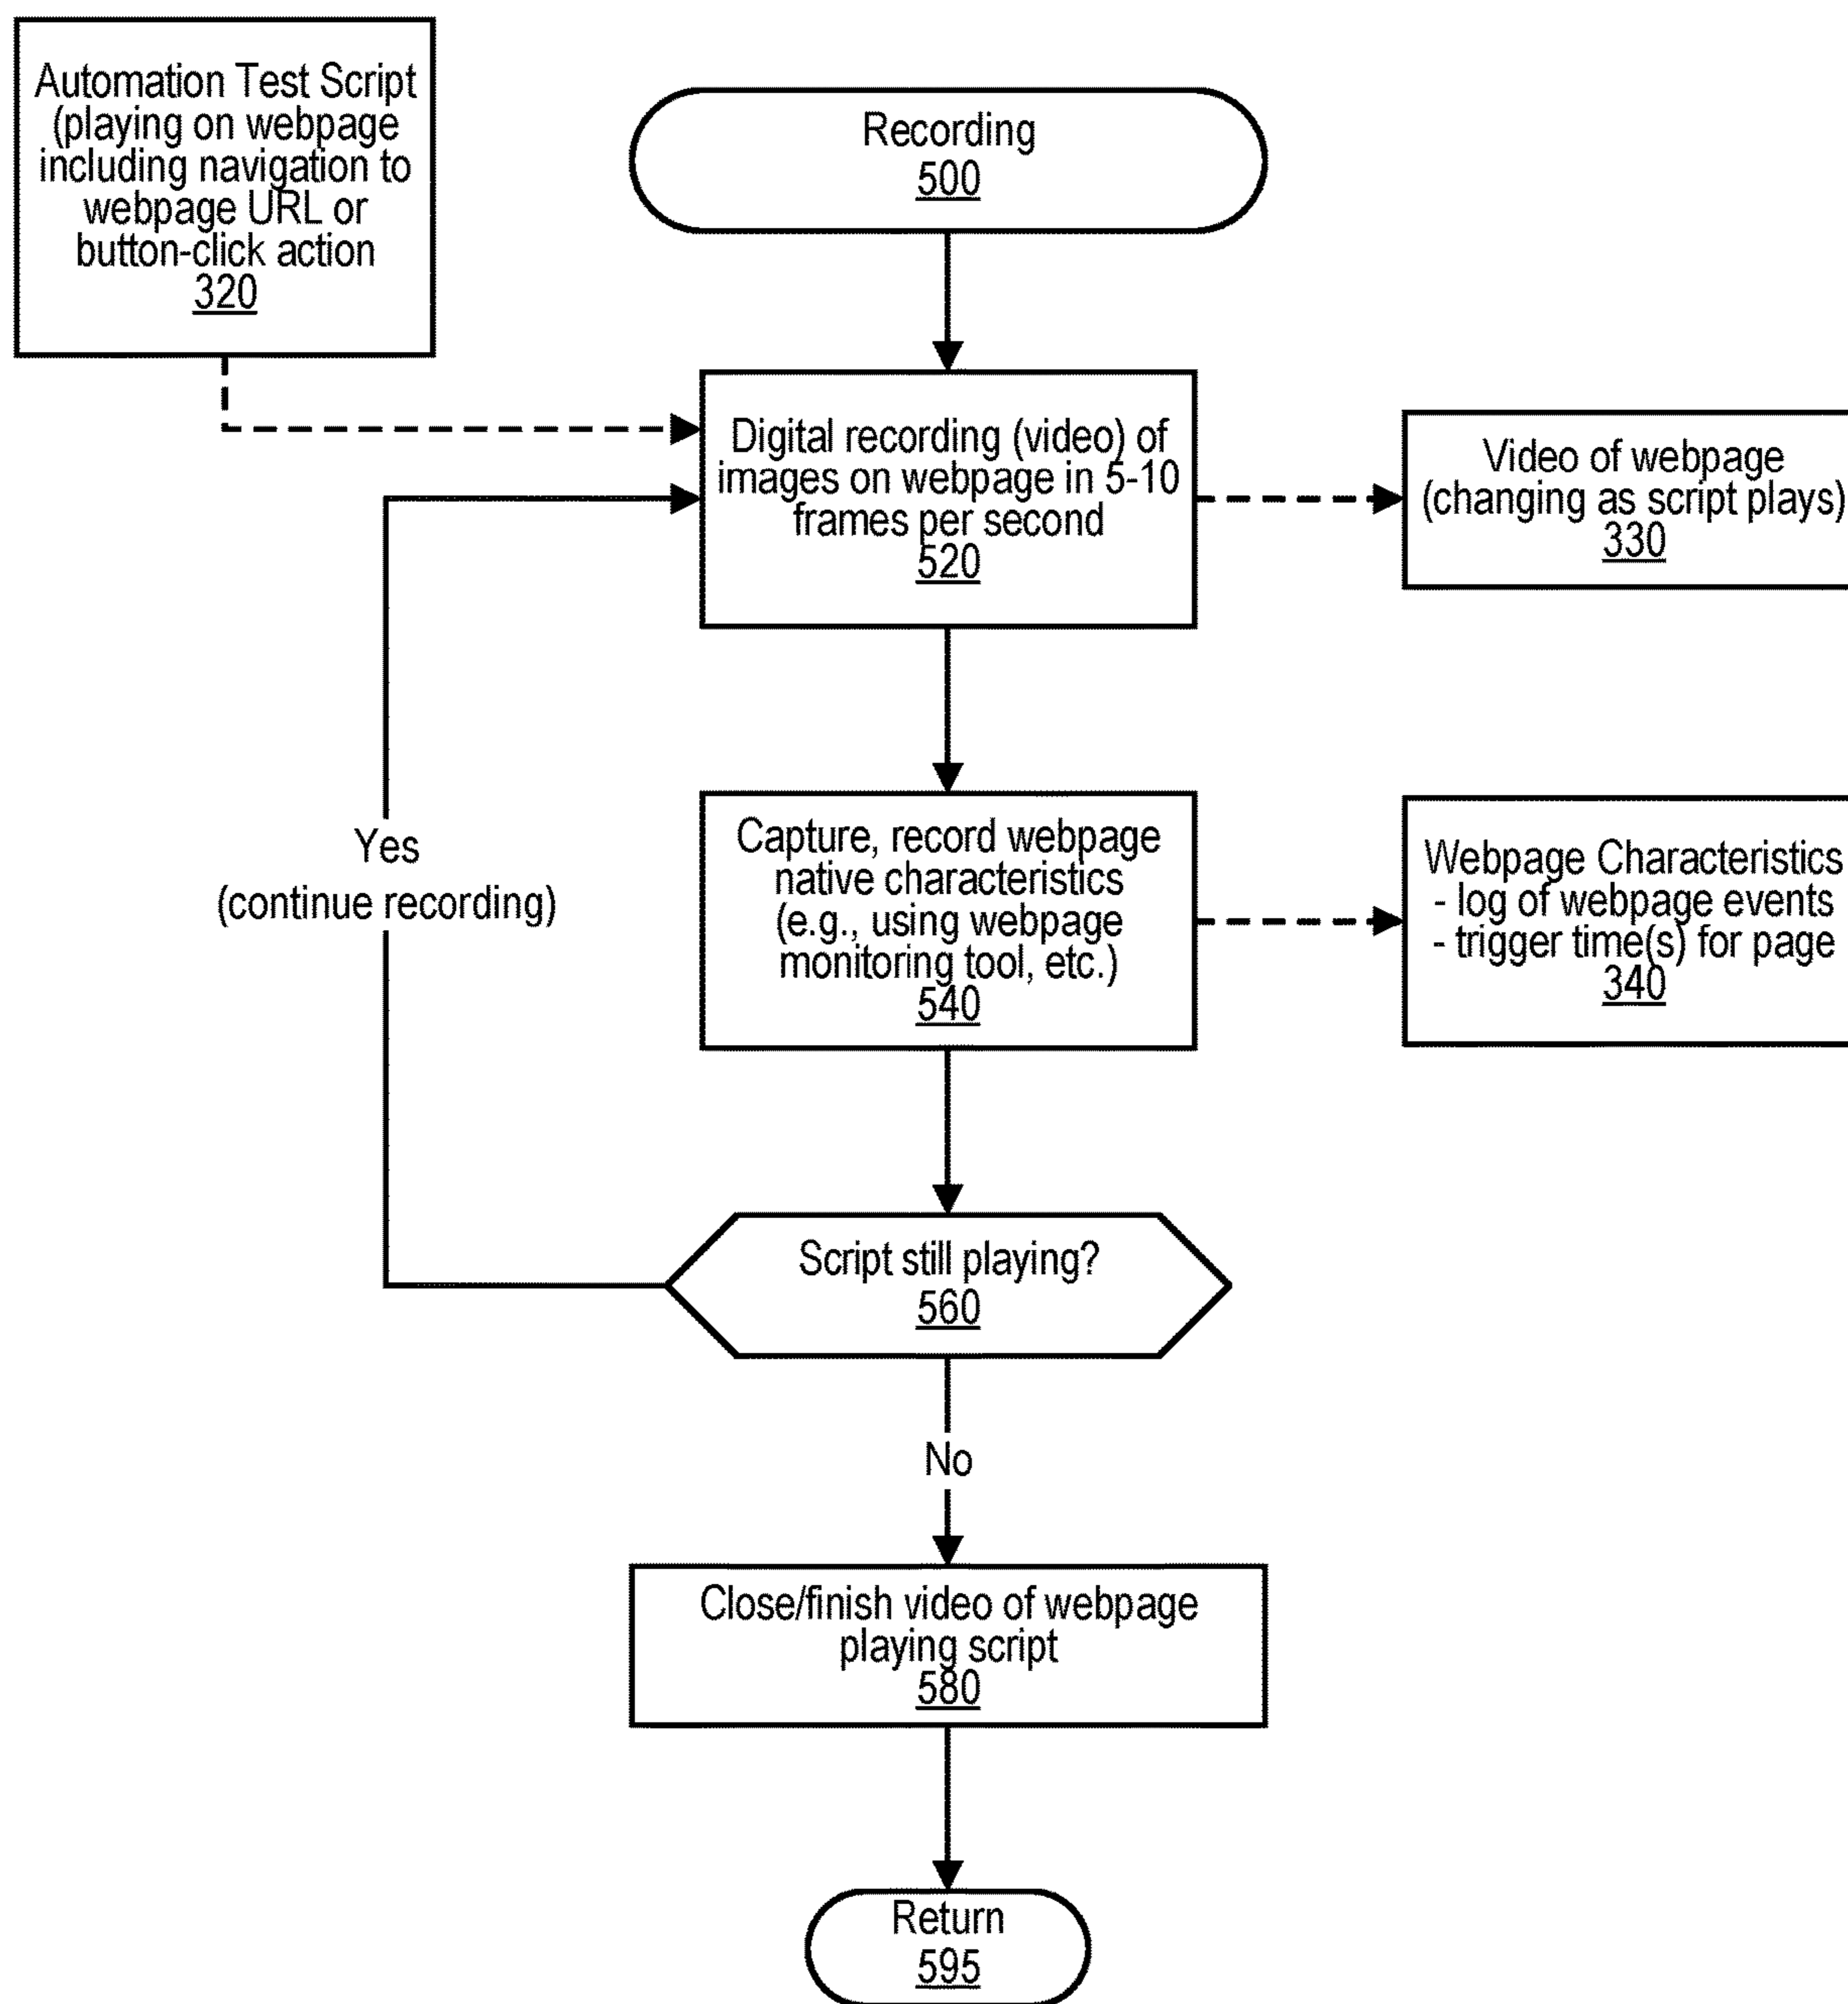 Automation Test Script
(playing on webpage
including navigation to
webpage URL or
button-click action
320
Recording
500
Digital recording (video) of
images on webpage in 5-10
frames per second
520
Video of webpage
(changing as script plays)
330
Yes
(continue recording)
Capture, record webpage
native characteristics
(e.g., using webpage
monitoring tool, etc.)
540
Webpage Characteristics
- log of webpage events
- trigger time(s) for page
340
Script still playing?
560
No
Close/finish video of webpage
playing script
580
Return
595